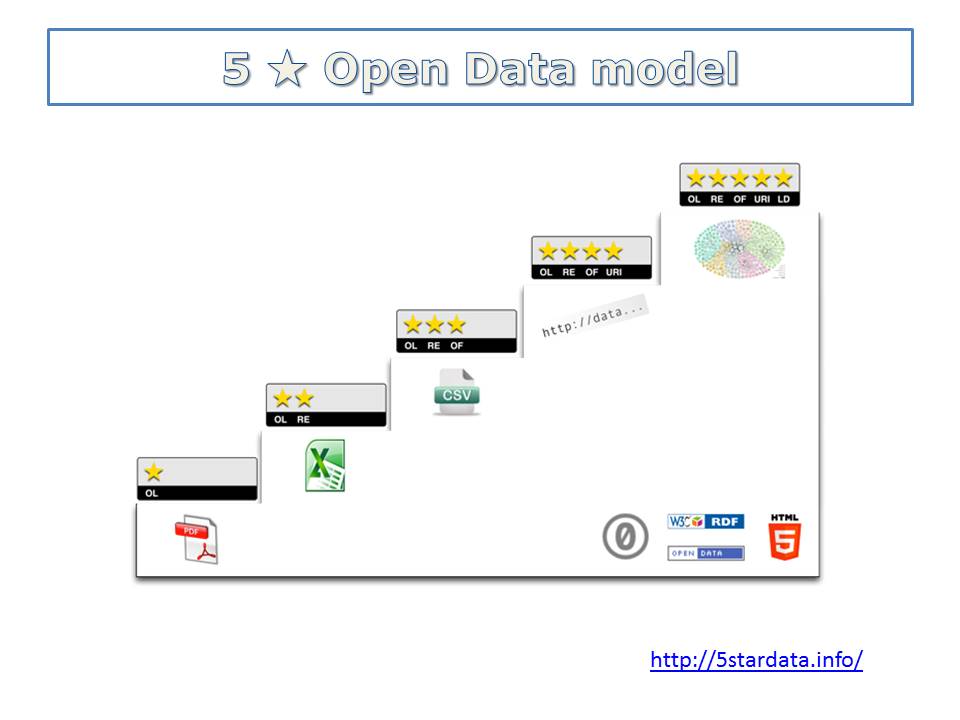 5 ★ Open Data model
OL RE OF URI LD
OL RE OF URI
http://data...
OL RE OF
CSV
OL RE
OL
PDF
W3C RDF
OPEN DATA
HTML
5
0
http://5stardata.info/